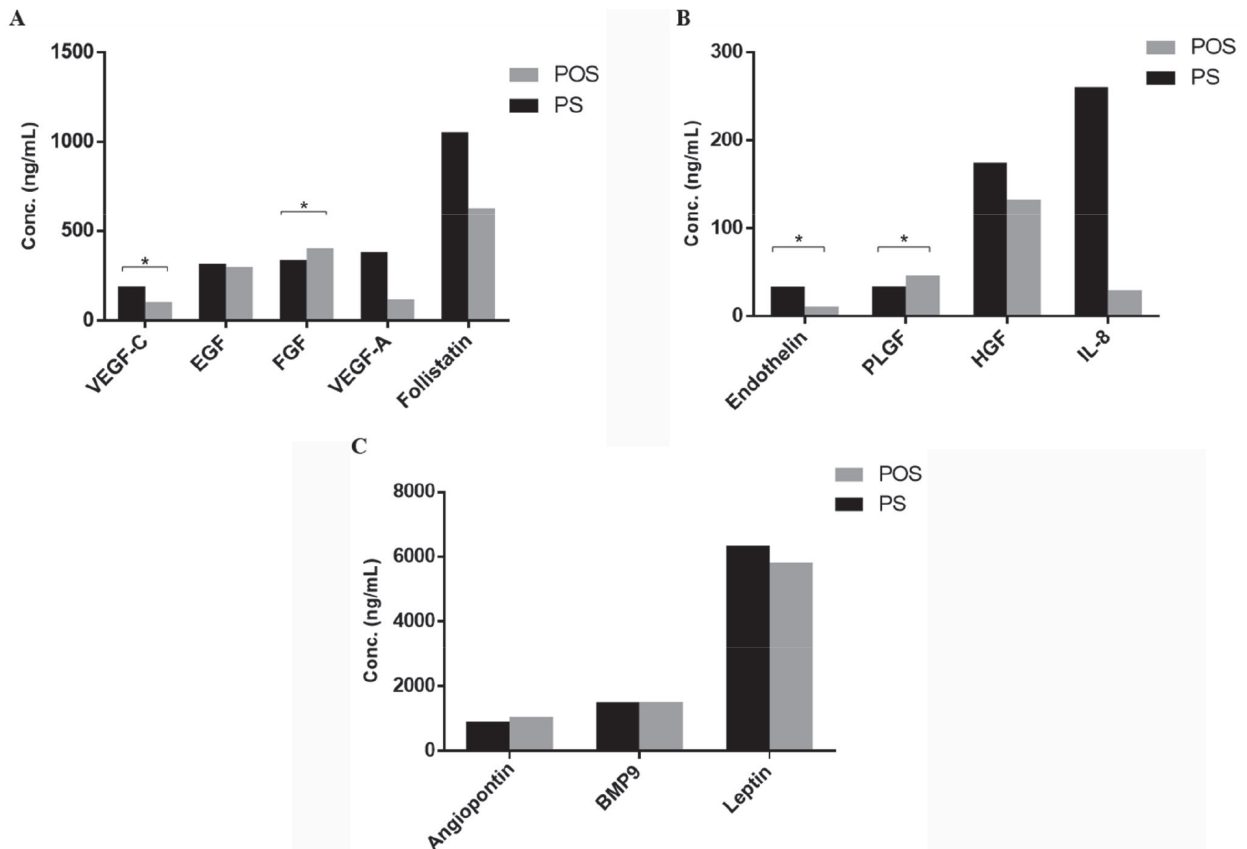 A
1500
1000
500
0
Conc. (ng/mL)
POS
PS
*
*
VEGF-C
EGF
FGF
VEGF-A
Follistatin
B
300
200
100
0
Conc. (ng/mL)
POS
PS
*
*
Endothelin
PLGF
HGF
IL-8
C
8000
6000
4000
2000
0
Conc. (ng/mL)
POS
PS
Angiopontin
BMP9
Leptin